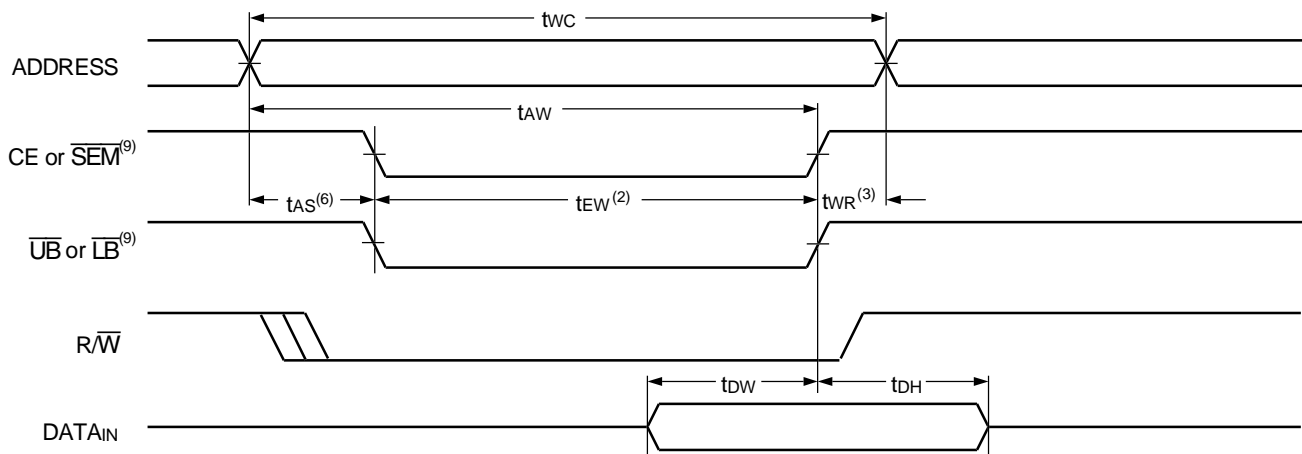 tWC
ADDRESS
tAW
CE or SEM(9)
tAS(6) tEW(2) tWR(3)
UB or LB(9)
R/W
tDW tDH
DATAIN